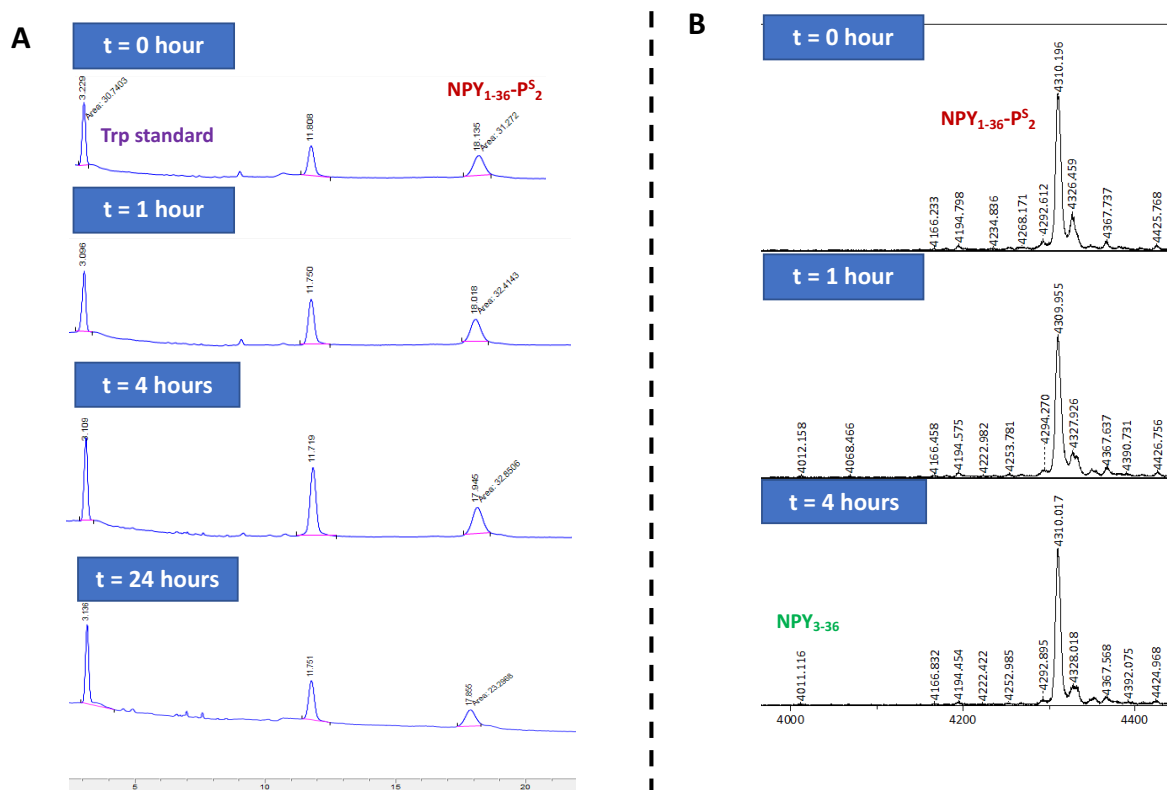 A
t = 0 hour
3.229
Area: 30.7403
Trp standard
11.808
NPY1-36-PS2
18.135
Area: 31.272
t = 1 hour
3.096
11.750
18.018
Area: 32.4143
t = 4 hours
3.109
11.719
17.945
Area: 32.8506
t = 24 hours
3.136
11.751
17.855
Area: 23.2968
5
10
15
20
B
t = 0 hour
NPY1-36-PS2
4166.233
4194.798
4234.836
4268.171
4292.612
4310.196
4326.459
4367.737
4425.768
t = 1 hour
4012.158
4068.466
4166.458
4194.575
4222.982
4253.781
4294.270
4309.955
4327.926
4367.637
4390.731
4426.756
t = 4 hours
NPY3-36
4011.116
4166.832
4194.454
4222.422
4252.985
4292.895
4310.017
4328.018
4367.568
4392.075
4424.968
4000
4200
4400